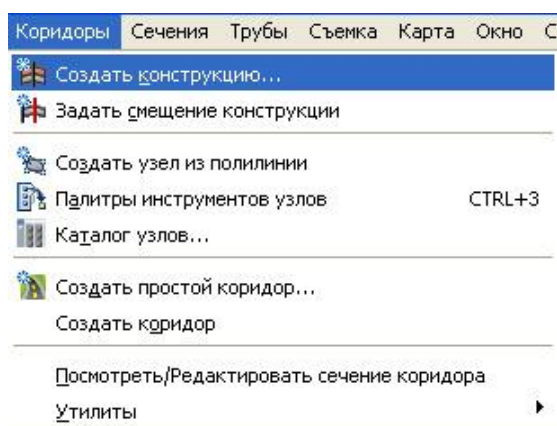 Коридоры Сечения Трубы Съемка Карта Окно С
Создать конструкцию...
Задать смещение конструкции
Создать узел из полилинии
Палитры инструментов узлов CTRL+3
Каталог узлов...
Создать простой коридор...
Создать коридор
Посмотреть/Редактировать сечение коридора
Утилиты